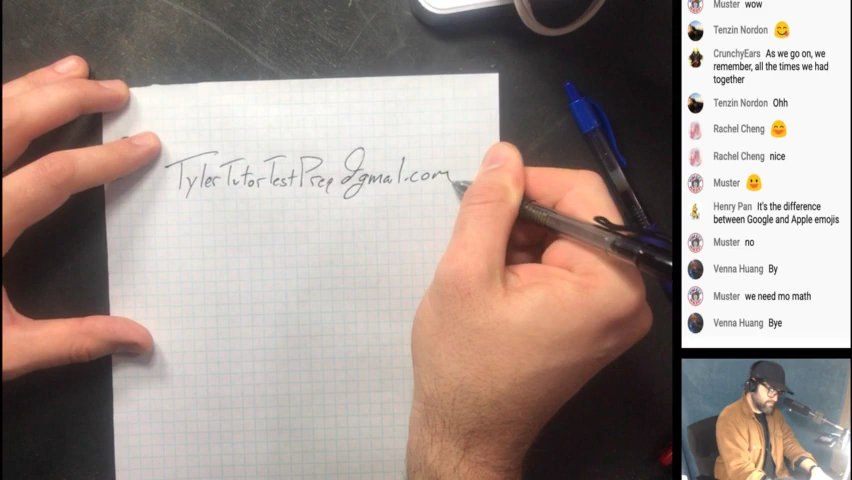 TylerTutorTestPrep@gmail.com
Muster wow
Tenzin Nordon 😋
CrunchyEars As we go on, we
remember, all the times we had
together
Tenzin Nordon Ohh
Rachel Cheng 😋
Rachel Cheng nice
Muster 😛
Henry Pan It's the difference
between Google and Apple emojis
Muster no
Venna Huang By
Muster we need mo math
Venna Huang Bye